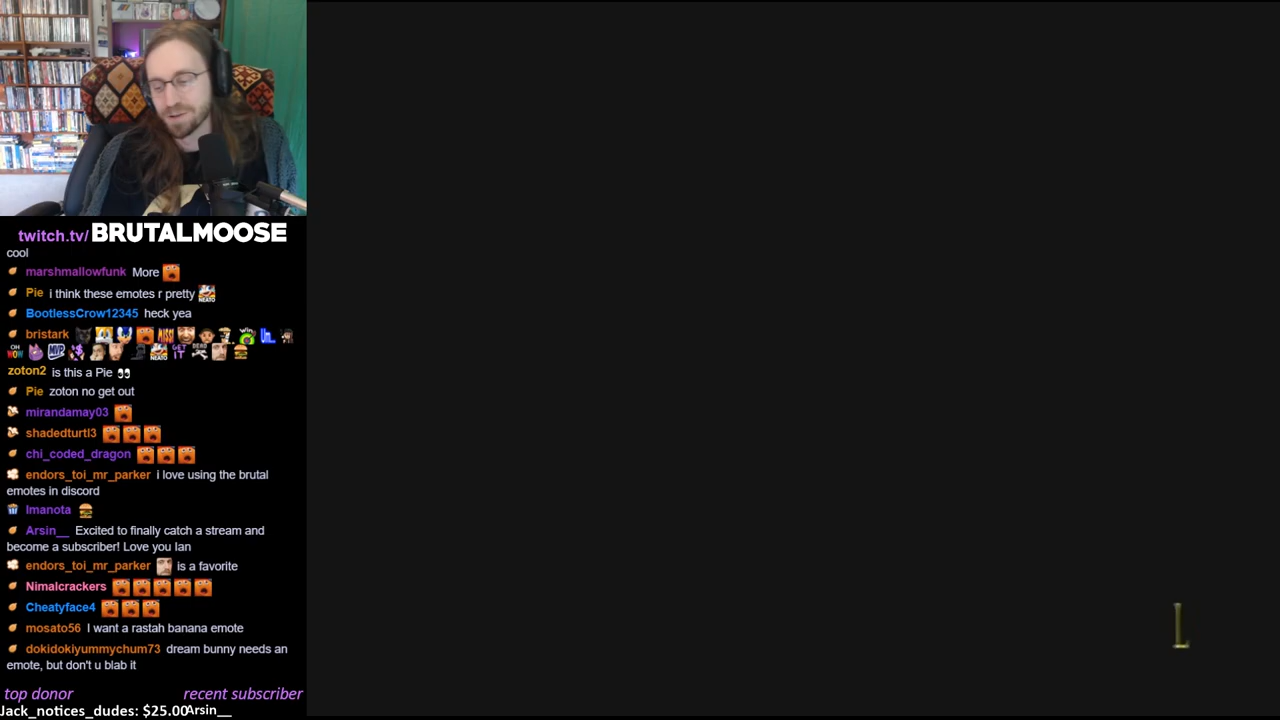 twitch.tv/BRUTALMOOSE
cool
marshmallowfunk More
Pie i think these emotes r pretty
BootlessCrow12345 heck yea
bristark
zoton2 is this a Pie 👀
Pie zoton no get out
mirandamay03
shadedturtl3
chi_coded_dragon
endors_toi_mr_parker i love using the brutal
emotes in discord
Imanota
Arsin__ Excited to finally catch a stream and
become a subscriber! Love you Ian
endors_toi_mr_parker is a favorite
Nimalcrackers
Cheatyface4
mosato56 I want a rastah banana emote
dokidokiyummychum73 dream bunny needs an
emote, but don't u blab it
top donor recent subscriber
Jack_notices_dudes: $25.00 Arsin__
L